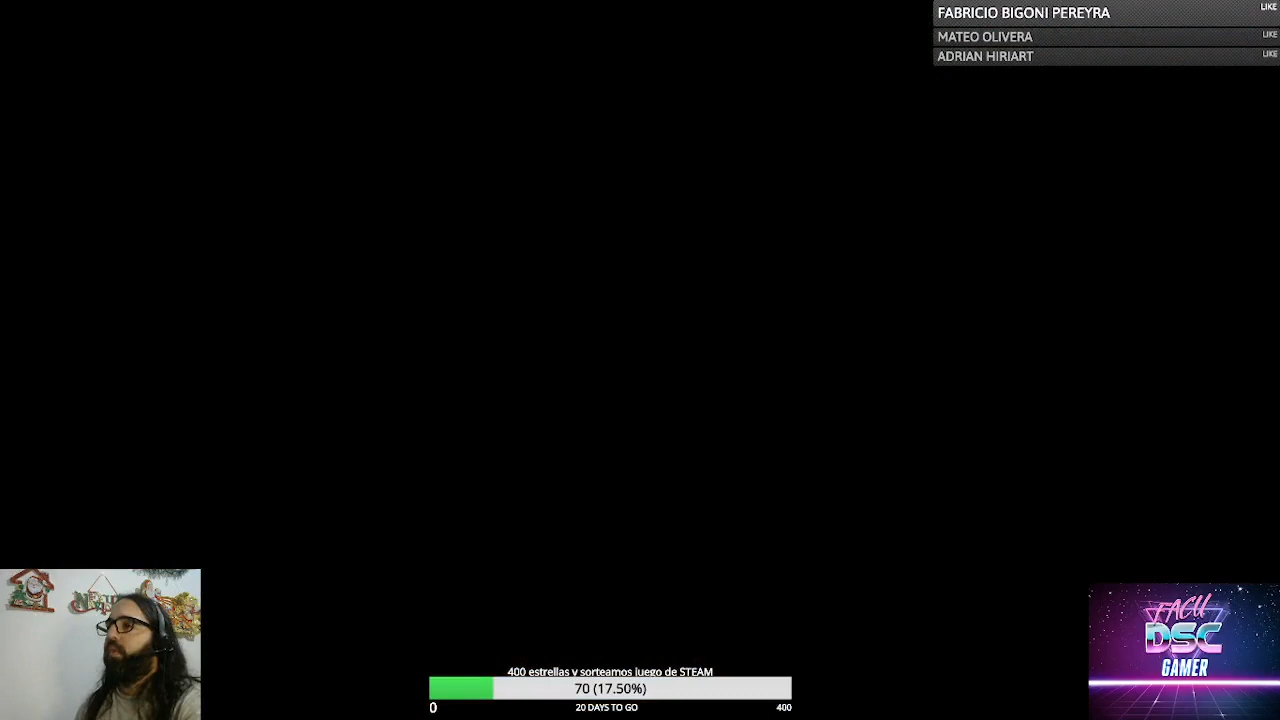 FABRICIO BIGONI PEREYRA LIKE
MATEO OLIVERA LIKE
ADRIAN HIRIART LIKE
FACU
DSC
GAMER
400 estrellas y sorteamos juego de STEAM
70 (17.50%)
0 20 DAYS TO GO 400